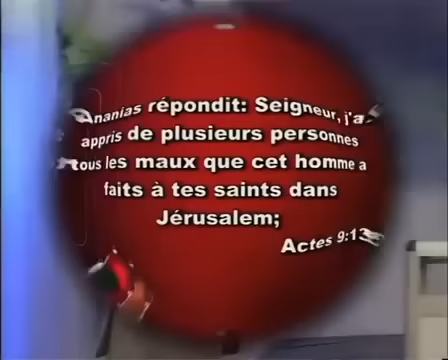 Ananias répondit: Seigneur, j'ai
appris de plusieurs personnes
tous les maux que cet homme a
faits à tes saints dans
Jérusalem;
Actes 9:13